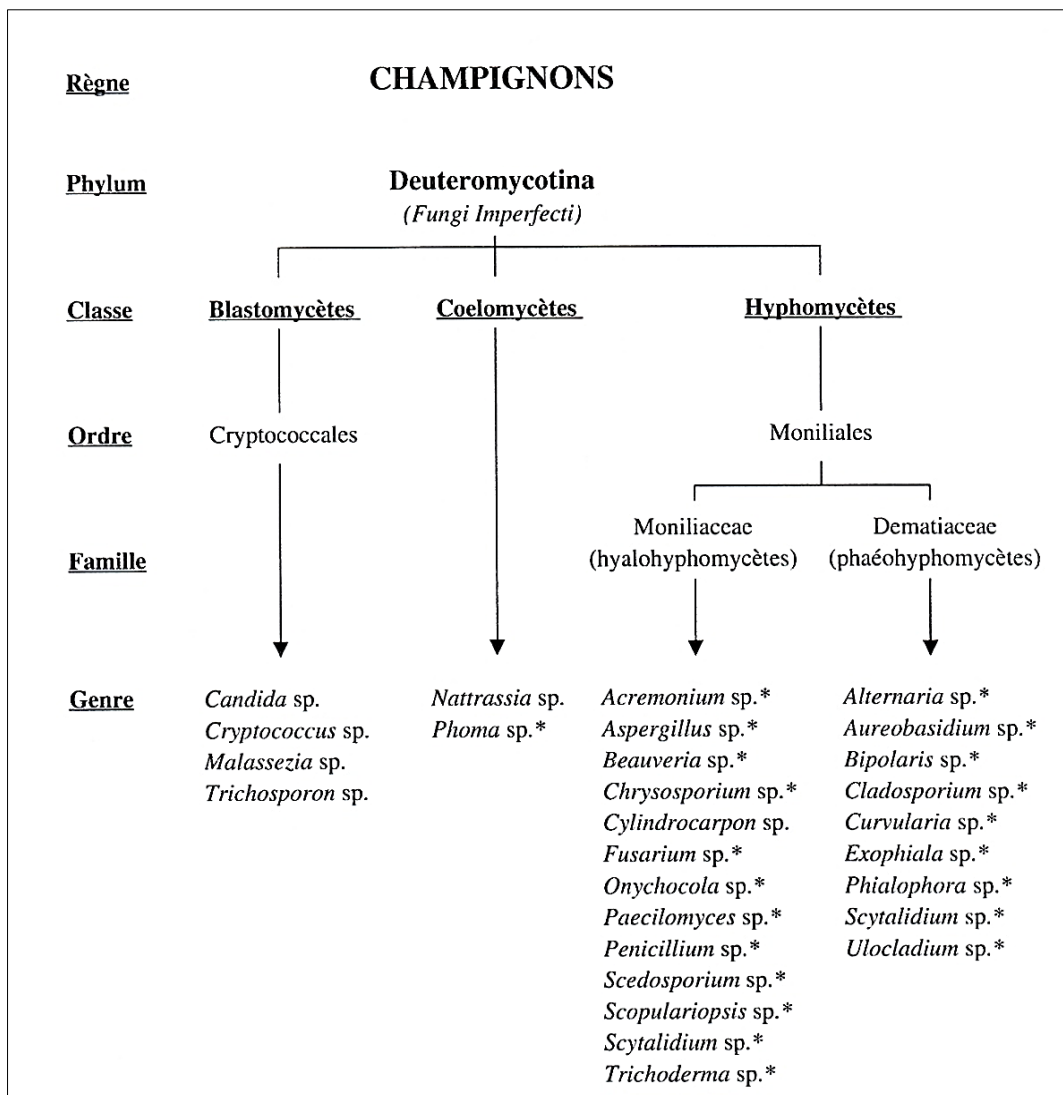 Règne CHAMPIGNONS
Phylum Deuteromycotina
(Fungi Imperfecti)
Classe Blastomycètes Coelomycètes Hyphomycètes
Ordre Cryptococcales Moniliales
Moniliaceae Dematiaceae
(hyalohyphomycètes) (phaéohyphomycètes)
Famille
Genre Candida sp. Nattrassia sp. Acremonium sp.* Alternaria sp.*
Cryptococcus sp. Phoma sp.* Aspergillus sp.* Aureobasidium sp.*
Malassezia sp. Beauveria sp.* Bipolaris sp.*
Trichosporon sp. Chrysosporium sp.* Cladosporium sp.*
Cylindrocarpon sp. Curvularia sp.*
Fusarium sp.* Exophiala sp.*
Onychocola sp.* Phialophora sp.*
Paecilomyces sp.* Scytalidium sp.*
Penicillium sp.* Ulocladium sp.*
Scedosporium sp.*
Scopulariopsis sp.*
Scytalidium sp.*
Trichoderma sp.*